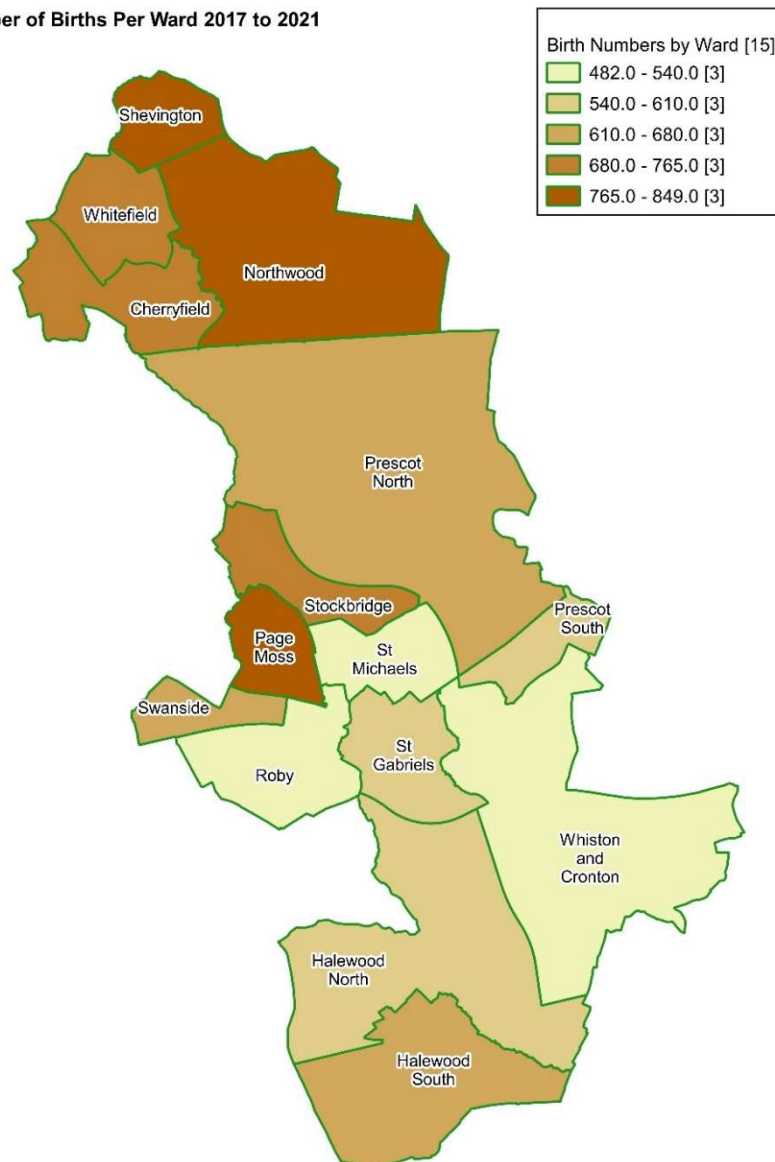 er of Births Per Ward 2017 to 2021
Birth Numbers by Ward [15]
482.0 - 540.0 [3]
540.0 - 610.0 [3]
610.0 - 680.0 [3]
680.0 - 765.0 [3]
765.0 - 849.0 [3]
Shevington
Whitefield
Northwood
Cherryfield
Prescot
North
Stockbridge
Prescot
South
Page
Moss
St
Michaels
Swanside
St
Gabriels
Roby
Whiston
and
Cronton
Halewood
North
Halewood
South